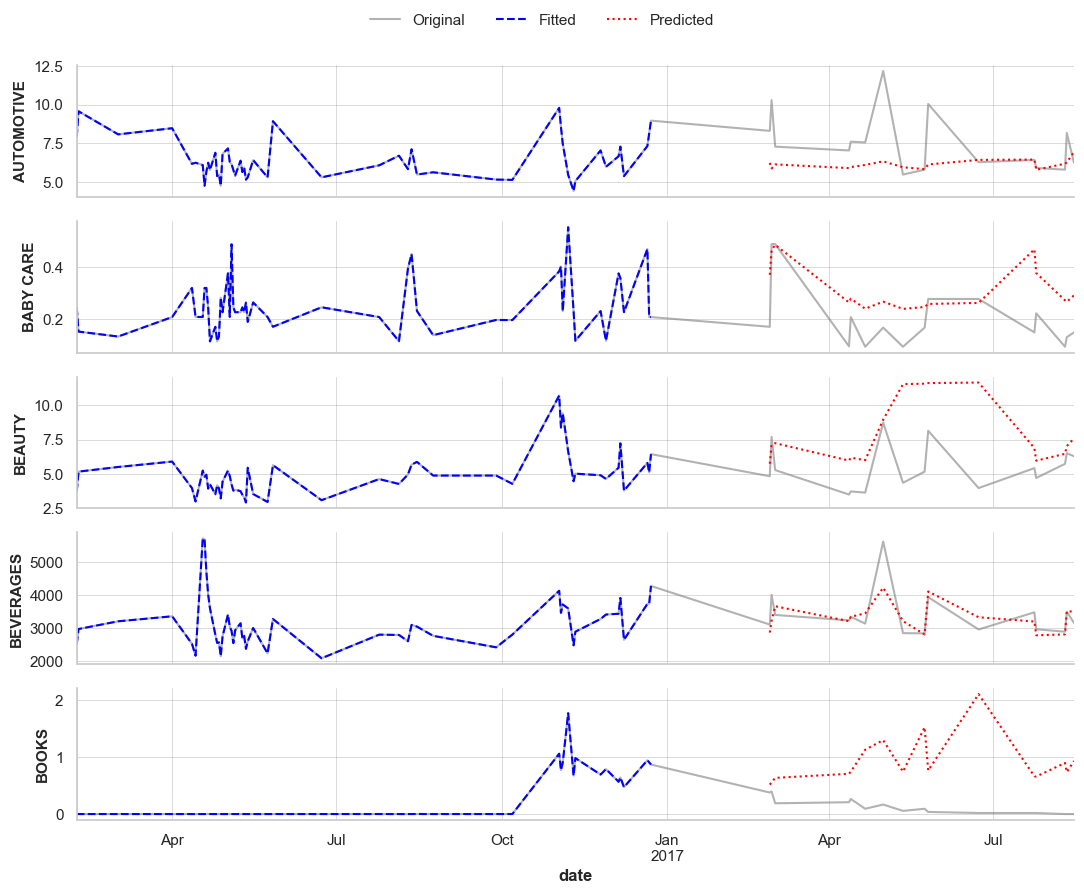 Original Fitted Predicted
AUTOMOTIVE
12.5
10.0
7.5
5.0
BABY CARE
0.4
0.2
BEAUTY
10.0
7.5
5.0
2.5
BEVERAGES
5000
4000
3000
2000
BOOKS
2
1
0
Apr Jul Oct Jan Apr Jul
2017
date